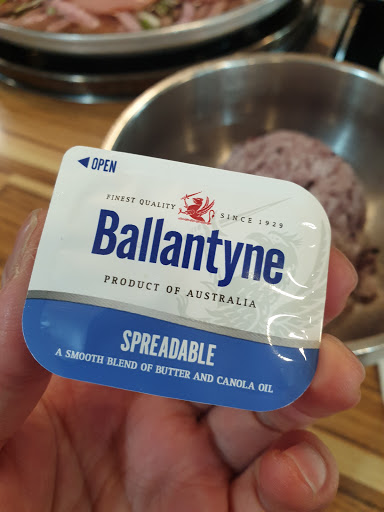 OPEN
FINEST QUALITY SINCE 1929
Ballantyne
PRODUCT OF AUSTRALIA
SPREADABLE
A SMOOTH BLEND OF BUTTER AND CANOLA OIL